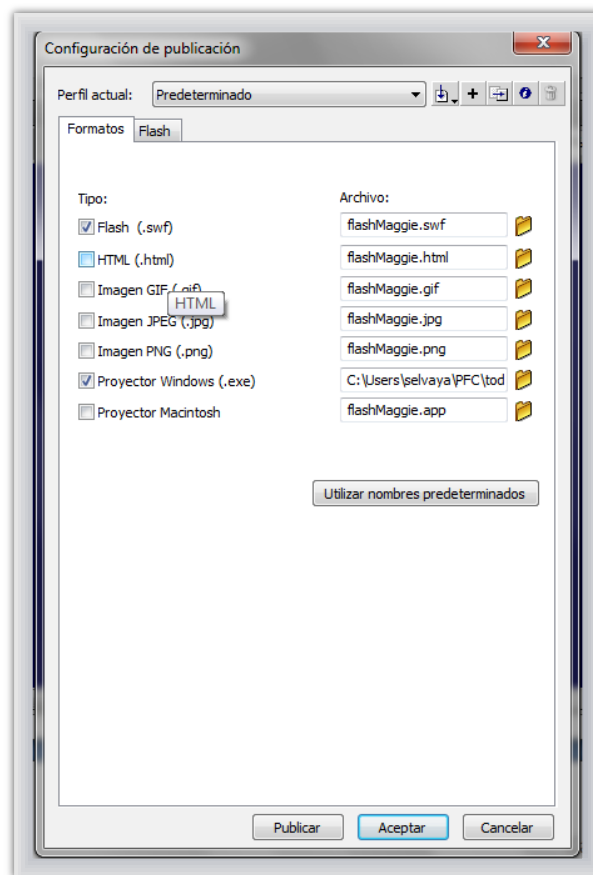 Configuración de publicación
Perfil actual: Predeterminado
Formatos Flash
Tipo: Archivo:
Flash (.swf) flashMaggie.swf
HTML (.html) flashMaggie.html
Imagen GIF (.gif) flashMaggie.gif
HTML
Imagen JPEG (.jpg) flashMaggie.jpg
Imagen PNG (.png) flashMaggie.png
Proyector Windows (.exe) C:\Users\selvaya\PFC\tod
Proyector Macintosh flashMaggie.app
Utilizar nombres predeterminados
Publicar Aceptar Cancelar